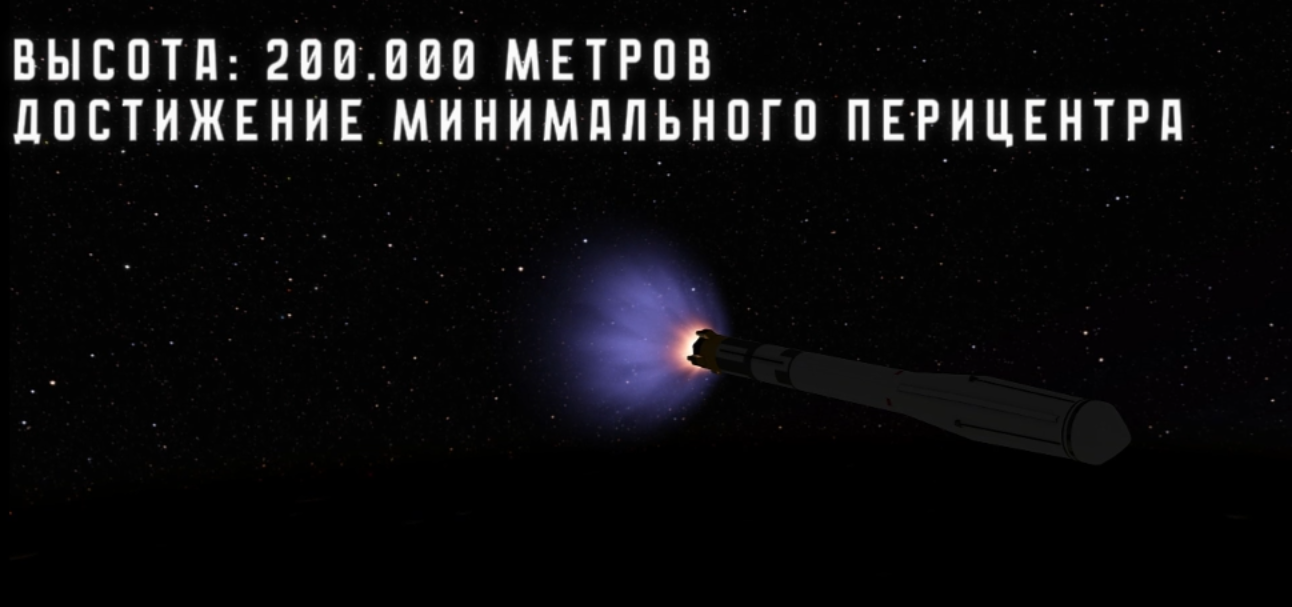 ВЫСОТА: 200.000 МЕТРОВ
ДОСТИЖЕНИЕ МИНИМАЛЬНОГО ПЕРИЦЕНТРА